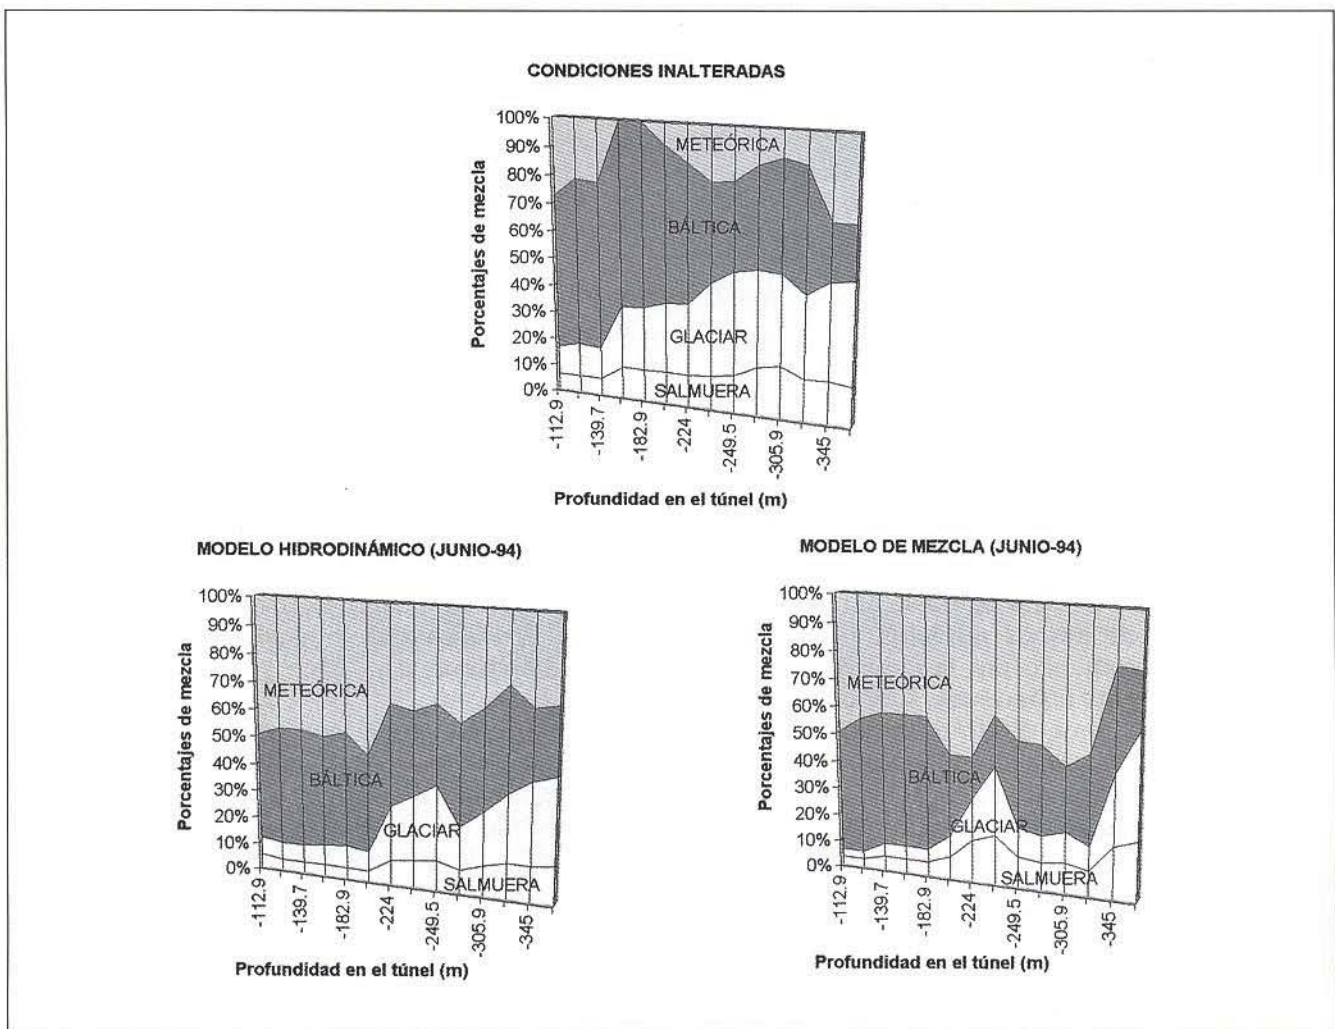 CONDICIONES INALTERADAS
Porcentajes de mezcla
100%
90%
80%
70%
60%
50%
40%
30%
20%
10%
0%
METEÓRICA
BÁLTICA
GLACIAR
SALMUERA
-112.9
-139.7
-182.9
-224
-249.5
-305.9
-345
Profundidad en el túnel (m)
MODELO HIDRODINÁMICO (JUNIO-94)
Porcentajes de mezcla
100%
90%
80%
70%
60%
50%
40%
30%
20%
10%
0%
METEÓRICA
BÁLTICA
GLACIAR
SALMUERA
-112.9
-139.7
-182.9
-224
-249.5
-305.9
-345
Profundidad en el túnel (m)
MODELO DE MEZCLA (JUNIO-94)
Porcentajes de mezcla
100%
90%
80%
70%
60%
50%
40%
30%
20%
10%
0%
METEÓRICA
BÁLTICA
GLACIAR
SALMUERA
-112.9
-139.7
-182.9
-224
-249.5
-305.9
-345
Profundidad en el túnel (m)